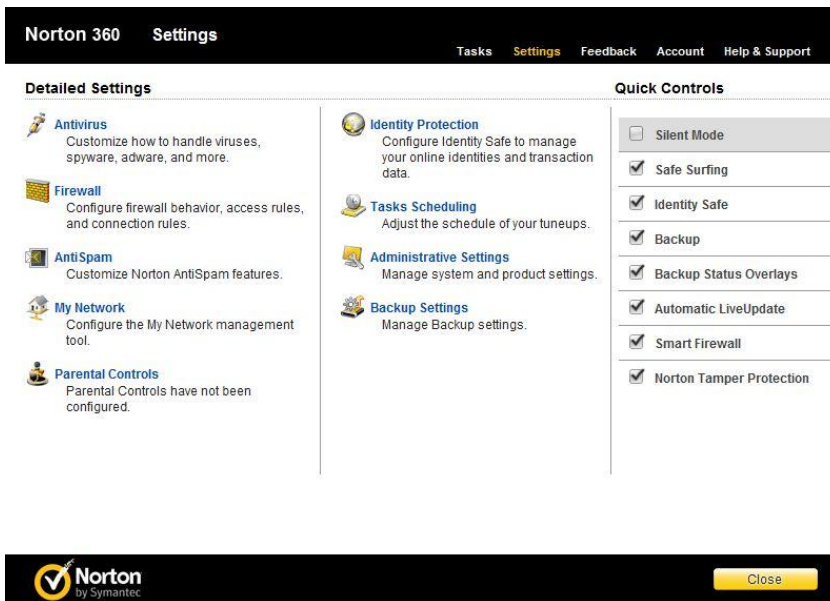 Norton 360 Settings
Tasks Settings Feedback Account Help & Support
Detailed Settings
Antivirus
Customize how to handle viruses,
spyware, adware, and more.
Firewall
Configure firewall behavior, access rules,
and connection rules.
AntiSpam
Customize Norton AntiSpam features.
My Network
Configure the My Network management
tool.
Parental Controls
Parental Controls have not been
configured.
Identity Protection
Configure Identity Safe to manage
your online identities and transaction
data.
Tasks Scheduling
Adjust the schedule of your tuneups.
Administrative Settings
Manage system and product settings.
Backup Settings
Manage Backup settings.
Quick Controls
Silent Mode
Safe Surfing
Identity Safe
Backup
Backup Status Overlays
Automatic LiveUpdate
Smart Firewall
Norton Tamper Protection
Norton
by Symantec
Close